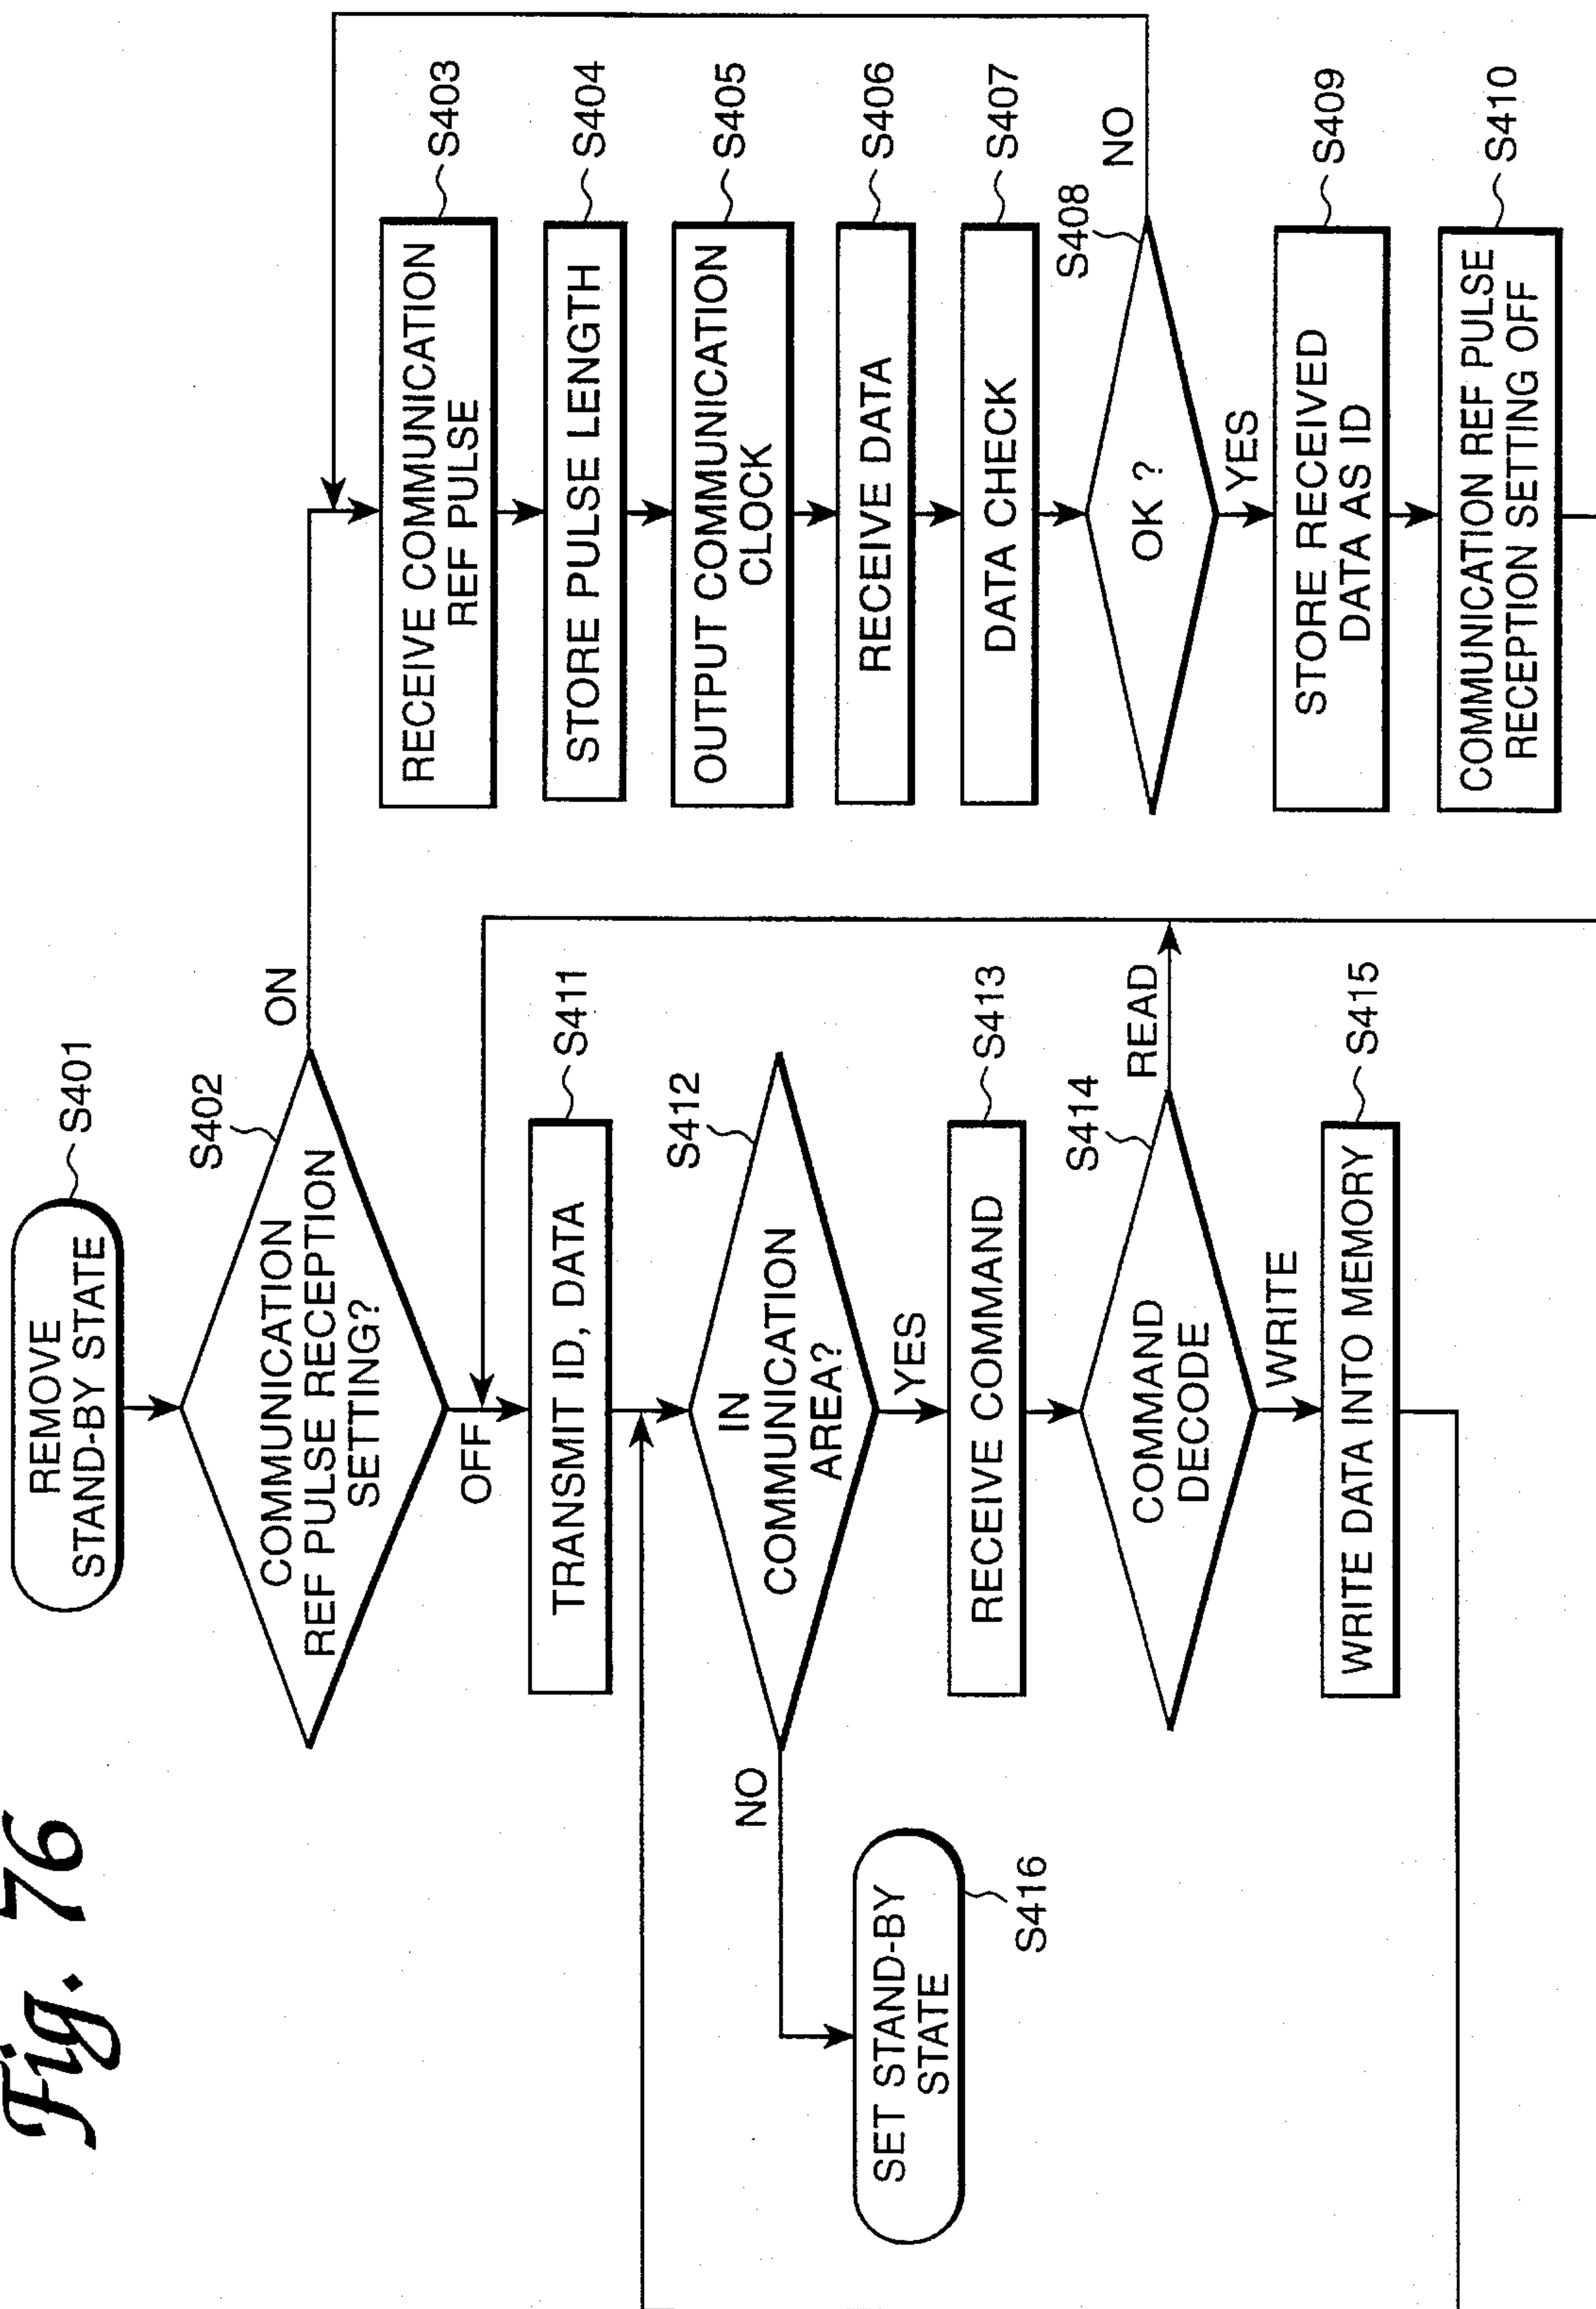 Fig. 76
REMOVE
STAND-BY STATE
S401
COMMUNICATION
REF PULSE RECEPTION
SETTING?
S402
ON
OFF
RECEIVE COMMUNICATION
REF PULSE
S403
STORE PULSE LENGTH
S404
OUTPUT COMMUNICATION
CLOCK
S405
RECEIVE DATA
S406
DATA CHECK
S407
OK ?
S408
NO
YES
STORE RECEIVED
DATA AS ID
S409
COMMUNICATION REF PULSE
RECEPTION SETTING OFF
S410
TRANSMIT ID, DATA
S411
IN
COMMUNICATION
AREA?
S412
NO
YES
RECEIVE COMMAND
S413
COMMAND
DECODE
S414
READ
WRITE
WRITE DATA INTO MEMORY
S415
SET STAND-BY
STATE
S416